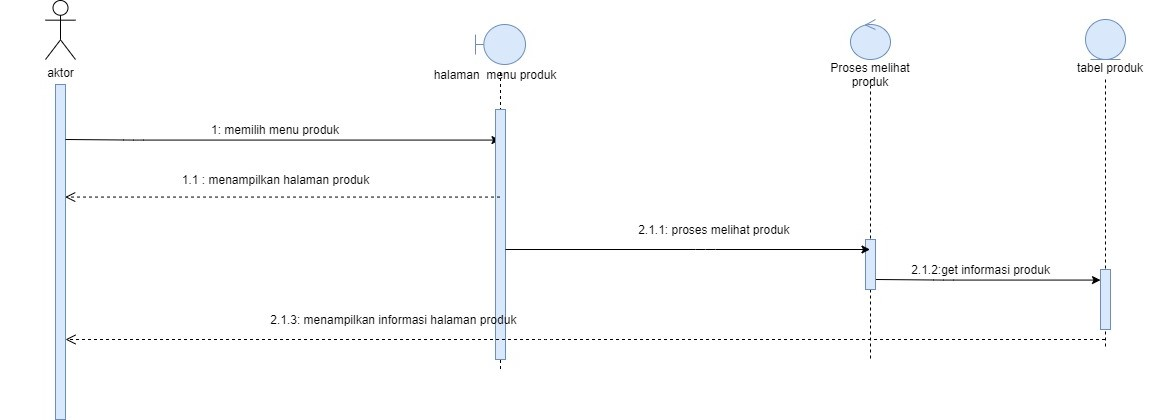 aktor
halaman menu produk
Proses melihat
produk
tabel produk
1: memilih menu produk
1.1 : menampilkan halaman produk
2.1.1: proses melihat produk
2.1.2:get informasi produk
2.1.3: menampilkan informasi halaman produk